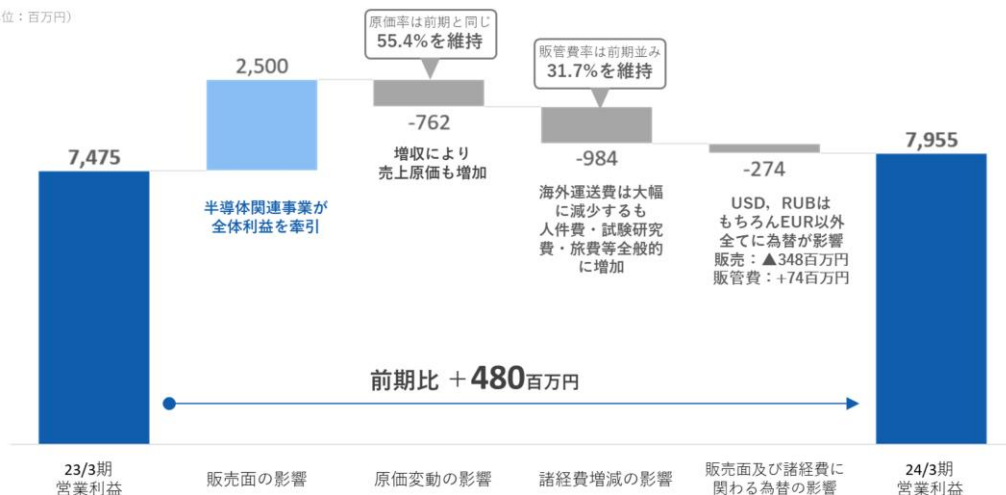 位：百万円）
原価率は前期と同じ
55.4%を維持
販管費率は前期並み
31.7%を維持
2,500
-762
増収により
売上原価も増加
-984
海外運送費は大幅
に減少するも
人件費・試験研究
費・旅費等全般的
に増加
-274
USD，RUBは
もちろんEUR以外
全てに為替が影響
販売：▲348百万円
販管費：+74百万円
7,475
7,955
半導体関連事業が
全体利益を牽引
前期比 ＋480百万円
23/3期
営業利益
販売面の影響
原価変動の影響
諸経費増減の影響
販売面及び諸経費に
関わる為替の影響
24/3期
営業利益